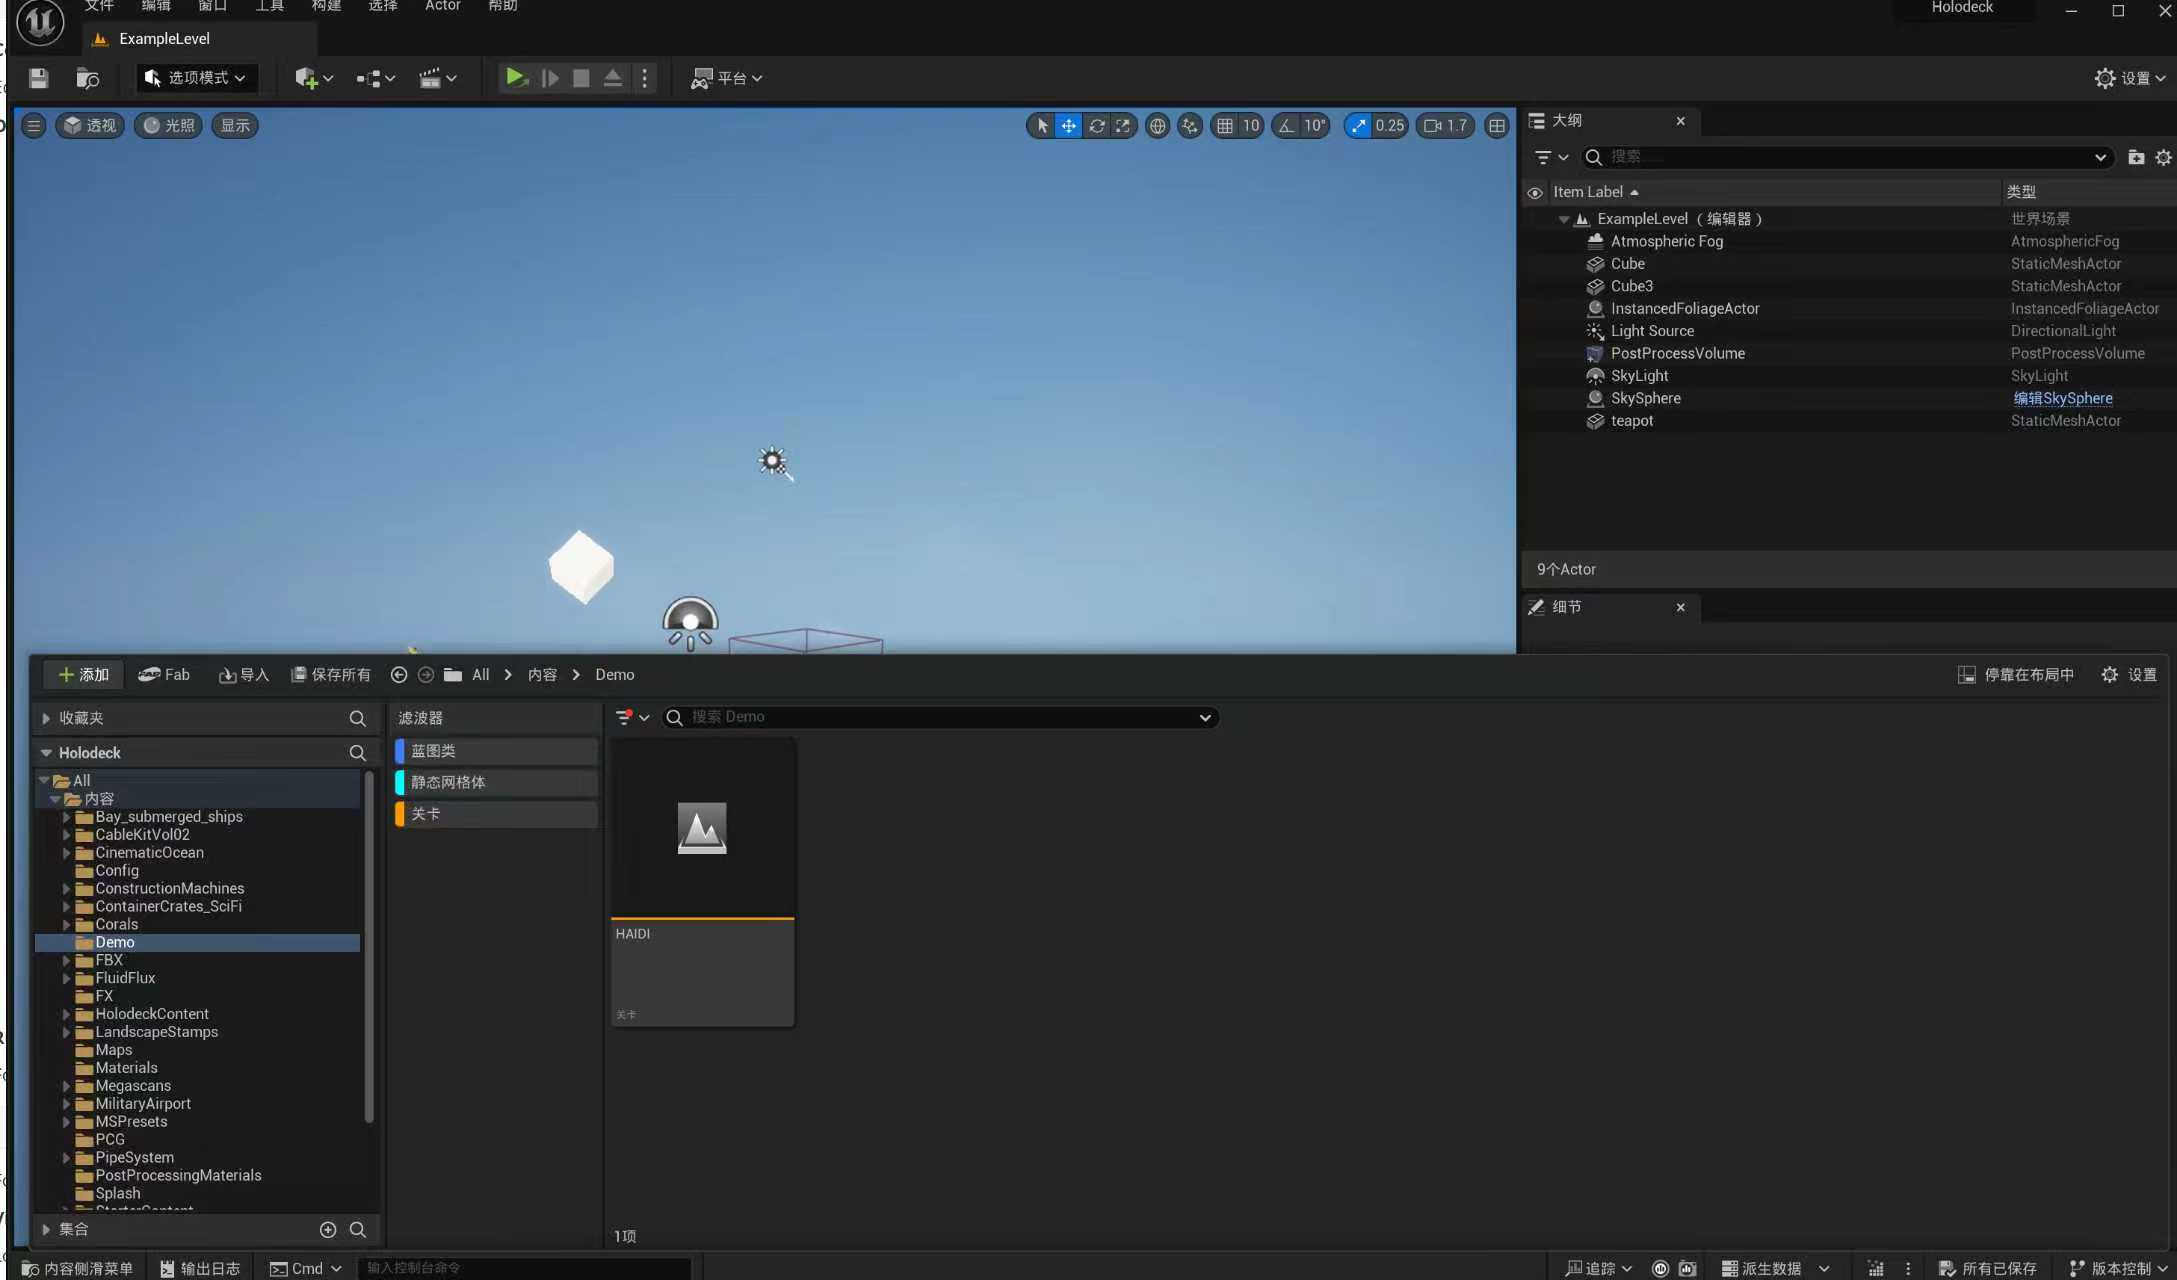 文件 编辑 窗口 工具 构建 选择 Actor 帮助 Holodeck
ExampleLevel
选项模式 平台 设置
透视 光照 显示 10 10° 0.25 1.7
大纲
搜索......
Item Label 类型
ExampleLevel（编辑器） 世界场景
Atmospheric Fog AtmosphericFog
Cube StaticMeshActor
Cube3 StaticMeshActor
InstancedFoliageActor InstancedFoliageActor
Light Source DirectionalLight
PostProcessVolume PostProcessVolume
SkyLight SkyLight
SkySphere 编辑SkySphere
teapot StaticMeshActor
9个Actor
细节
添加 Fab 导入 保存所有 All 内容 Demo 停靠在布局中 设置
收藏夹
Holodeck
All
内容
Bay_submerged_ships
CableKitVol02
CinematicOcean
Config
ConstructionMachines
ContainerCrates_SciFi
Corals
Demo
FBX
FluidFlux
FX
HolodeckContent
LandscapeStamps
Maps
Materials
Megascans
MilitaryAirport
MSPresets
PCG
PipeSystem
PostProcessingMaterials
Splash
StarterContent
集合
滤波器
蓝图类
静态网格体
关卡
搜索 Demo
HAIDI
关卡
1项
内容侧滑菜单 输出日志 Cmd 输入控制台命令 追踪 派生数据 所有已保存 版本控制